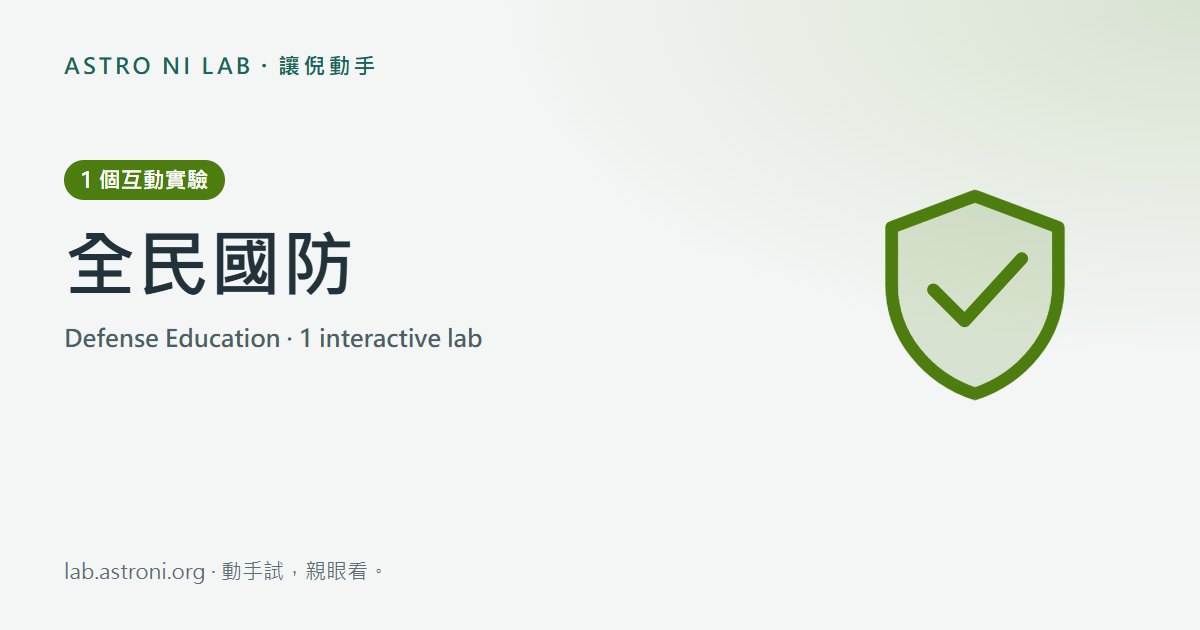 ASTRO NI LAB · 讓倪動手
1 個互動實驗
全民國防
Defense Education · 1 interactive lab
lab.astroni.org · 動手試，親眼看。